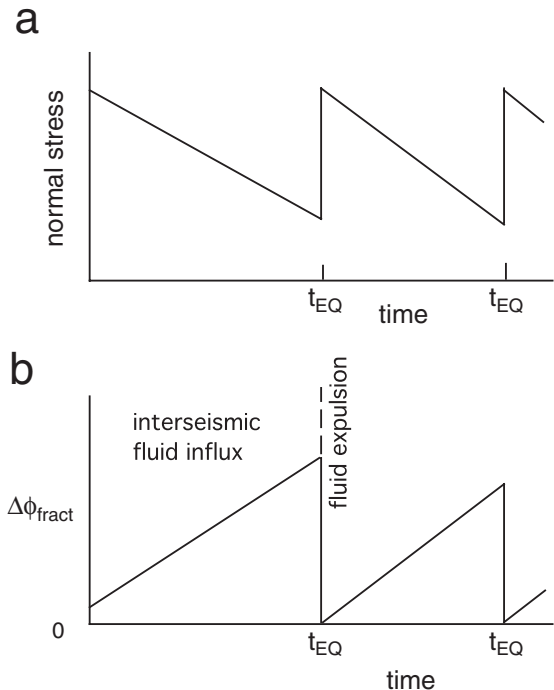 a
normal stress
t_EQ
t_EQ
time
b
interseismic
fluid influx
fluid expulsion
Δϕ_fract
0
t_EQ
t_EQ
time